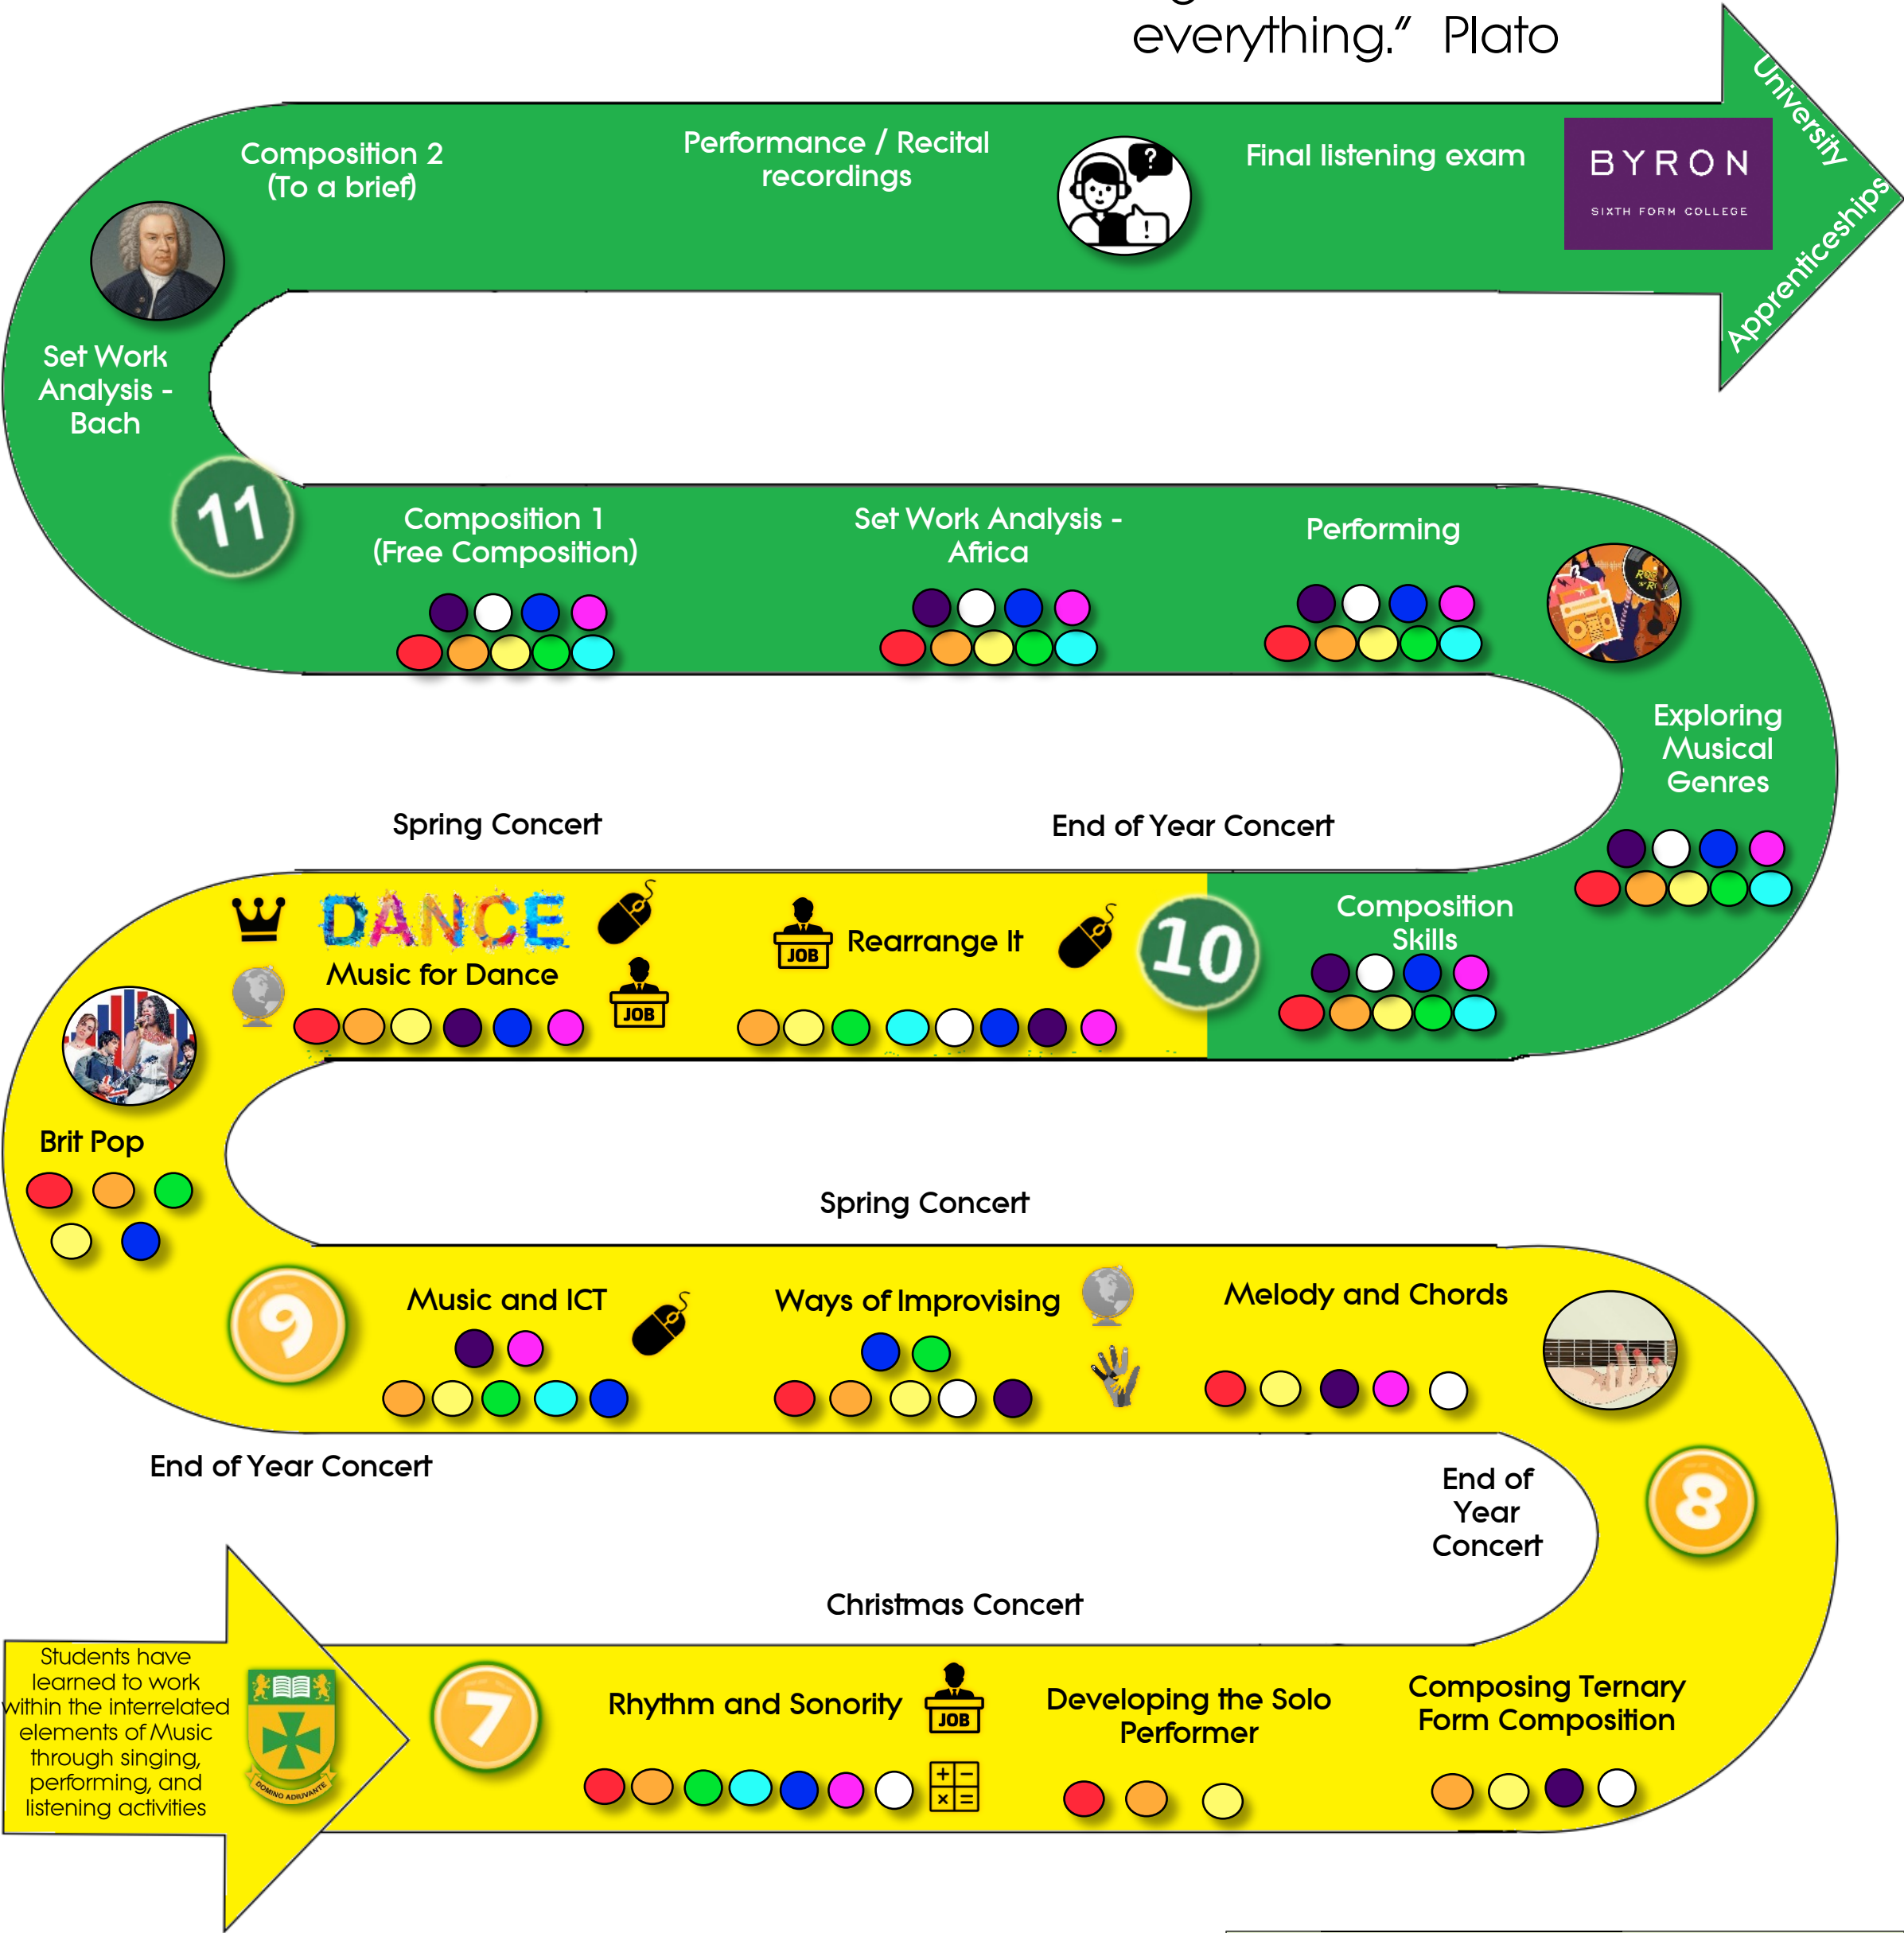 everything.” Plato
University
Apprenticeships
Composition 2
(To a brief)
Performance / Recital
recordings
?
!
Final listening exam
BYRON
SIXTH FORM COLLEGE
Set Work
Analysis -
Bach
11
Composition 1
(Free Composition)
Set Work Analysis -
Africa
Performing
Exploring
Musical
Genres
Spring Concert
End of Year Concert
DANCE
Music for Dance
JOB
JOB
Rearrange It
10
Composition
Skills
Brit Pop
Spring Concert
9
Music and ICT
Ways of Improvising
Melody and Chords
End of Year Concert
End of
Year
Concert
8
Christmas Concert
Students have
learned to work
within the interrelated
elements of Music
through singing,
performing, and
listening activities
DOMINO ADIUVANTE
7
Rhythm and Sonority
JOB
+ −
× =
Developing the Solo
Performer
Composing Ternary
Form Composition